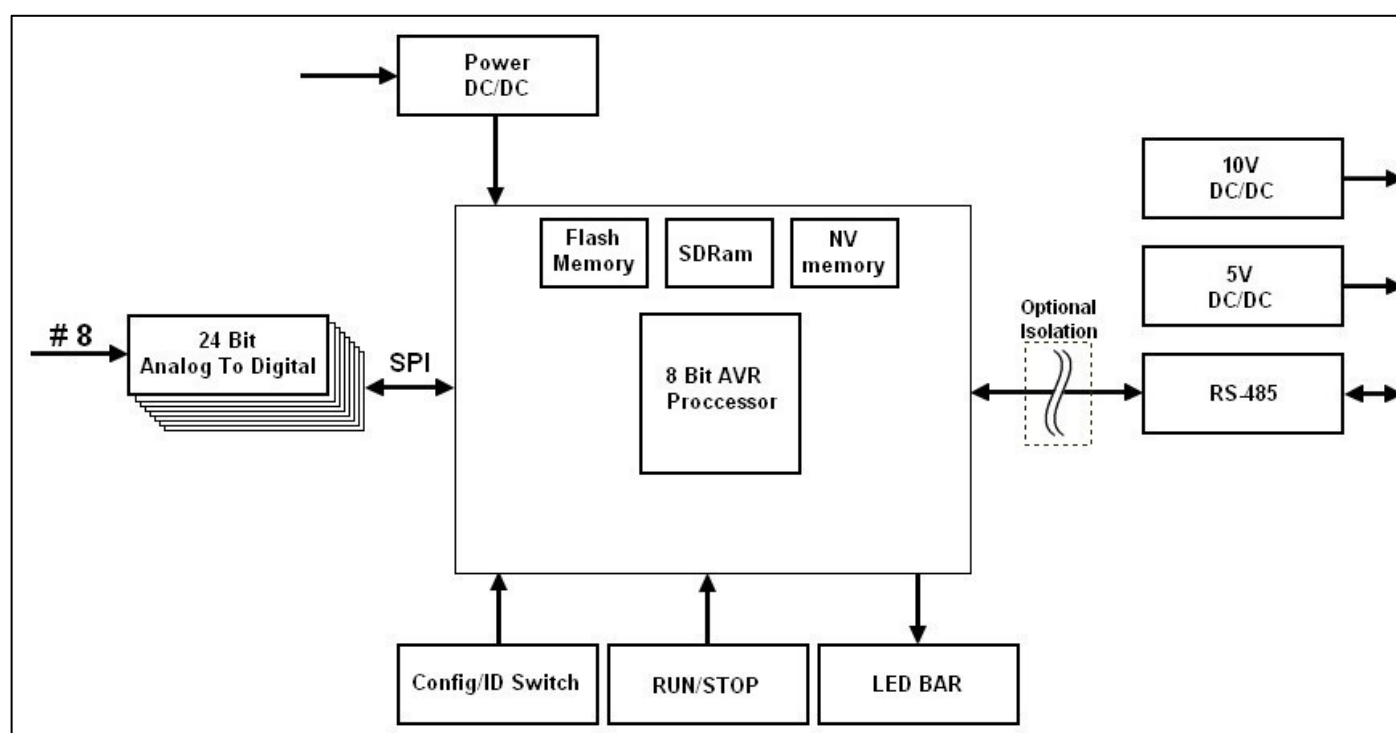 Power
DC/DC
10V
DC/DC
Flash
Memory
SDRam
NV
memory
5V
DC/DC
Optional
Isolation
# 8
24 Bit
Analog To Digital
SPI
8 Bit AVR
Proccessor
RS-485
Config/ID Switch
RUN/STOP
LED BAR